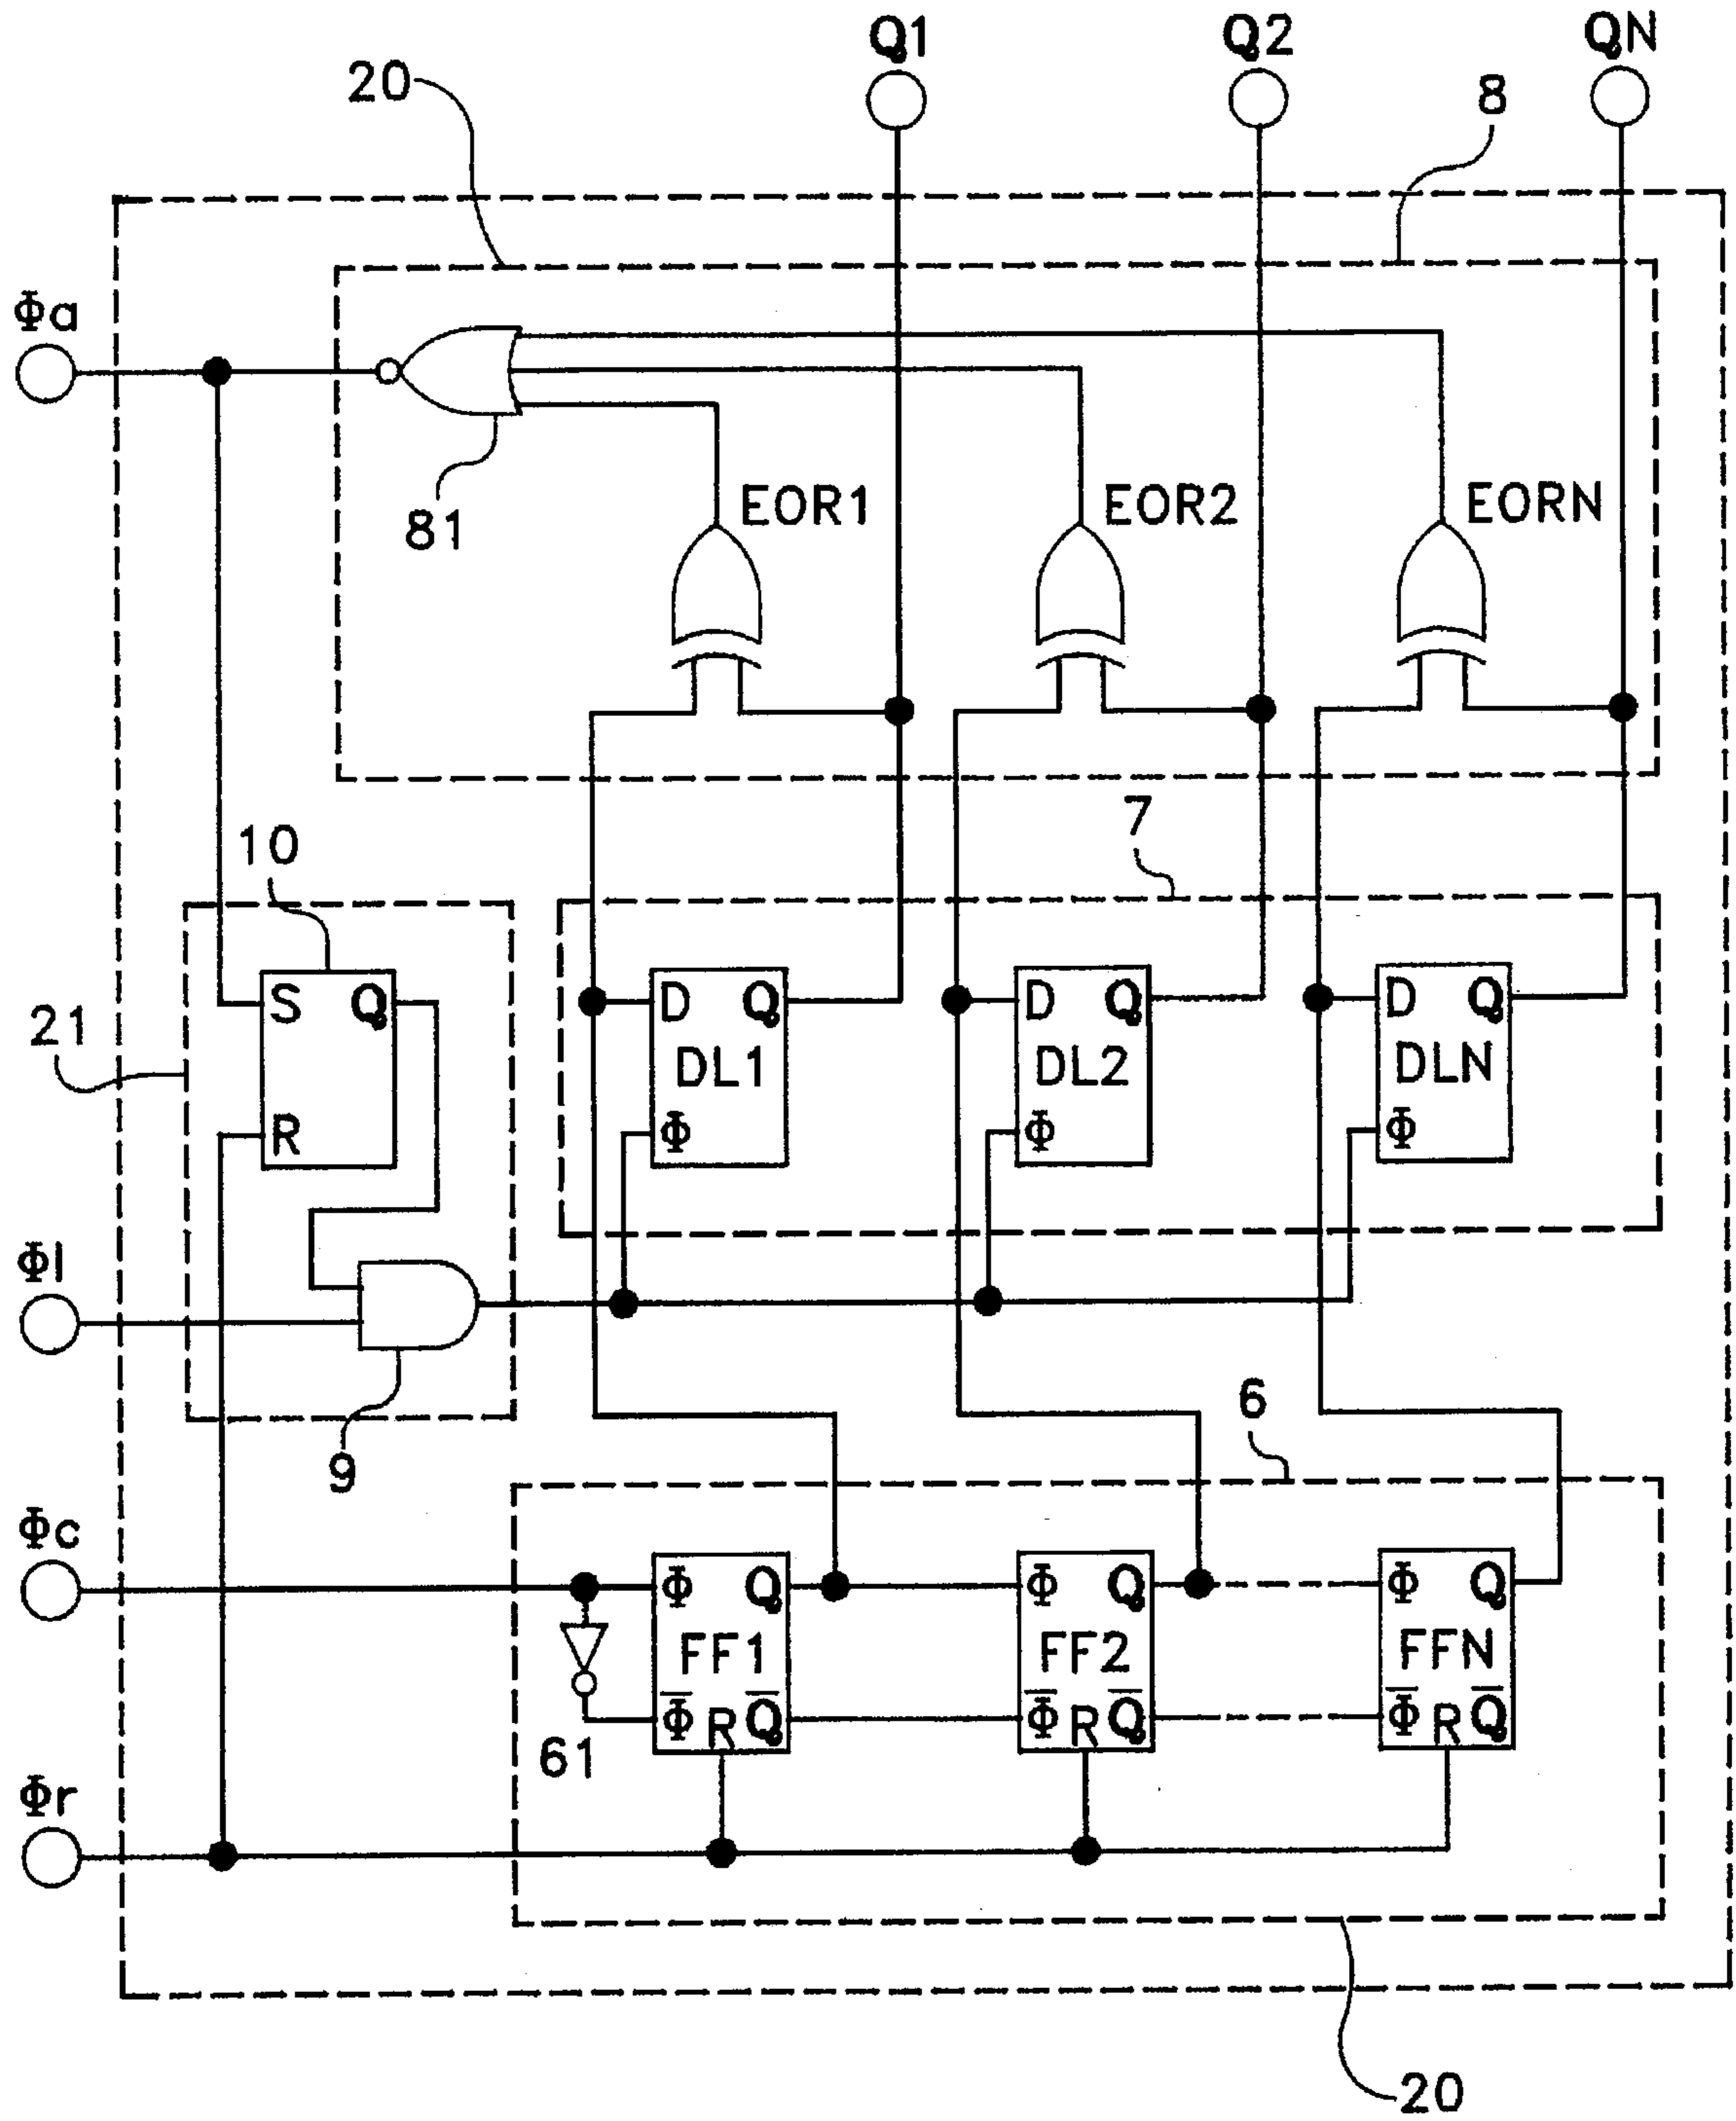 Q1 Q2 QN
20 8
Φa
EOR1 EOR2 EORN
81
7
10
S Q D Q D Q D Q
21
DL1 DL2 DLN
R Φ Φ Φ
Φl
6
9
Φc
Φ Q Φ Q Φ Q
FF1 FF2 FFN
Φ̅ R Q̅ Φ̅ R Q̅ Φ̅ R Q̅
61
Φr
20